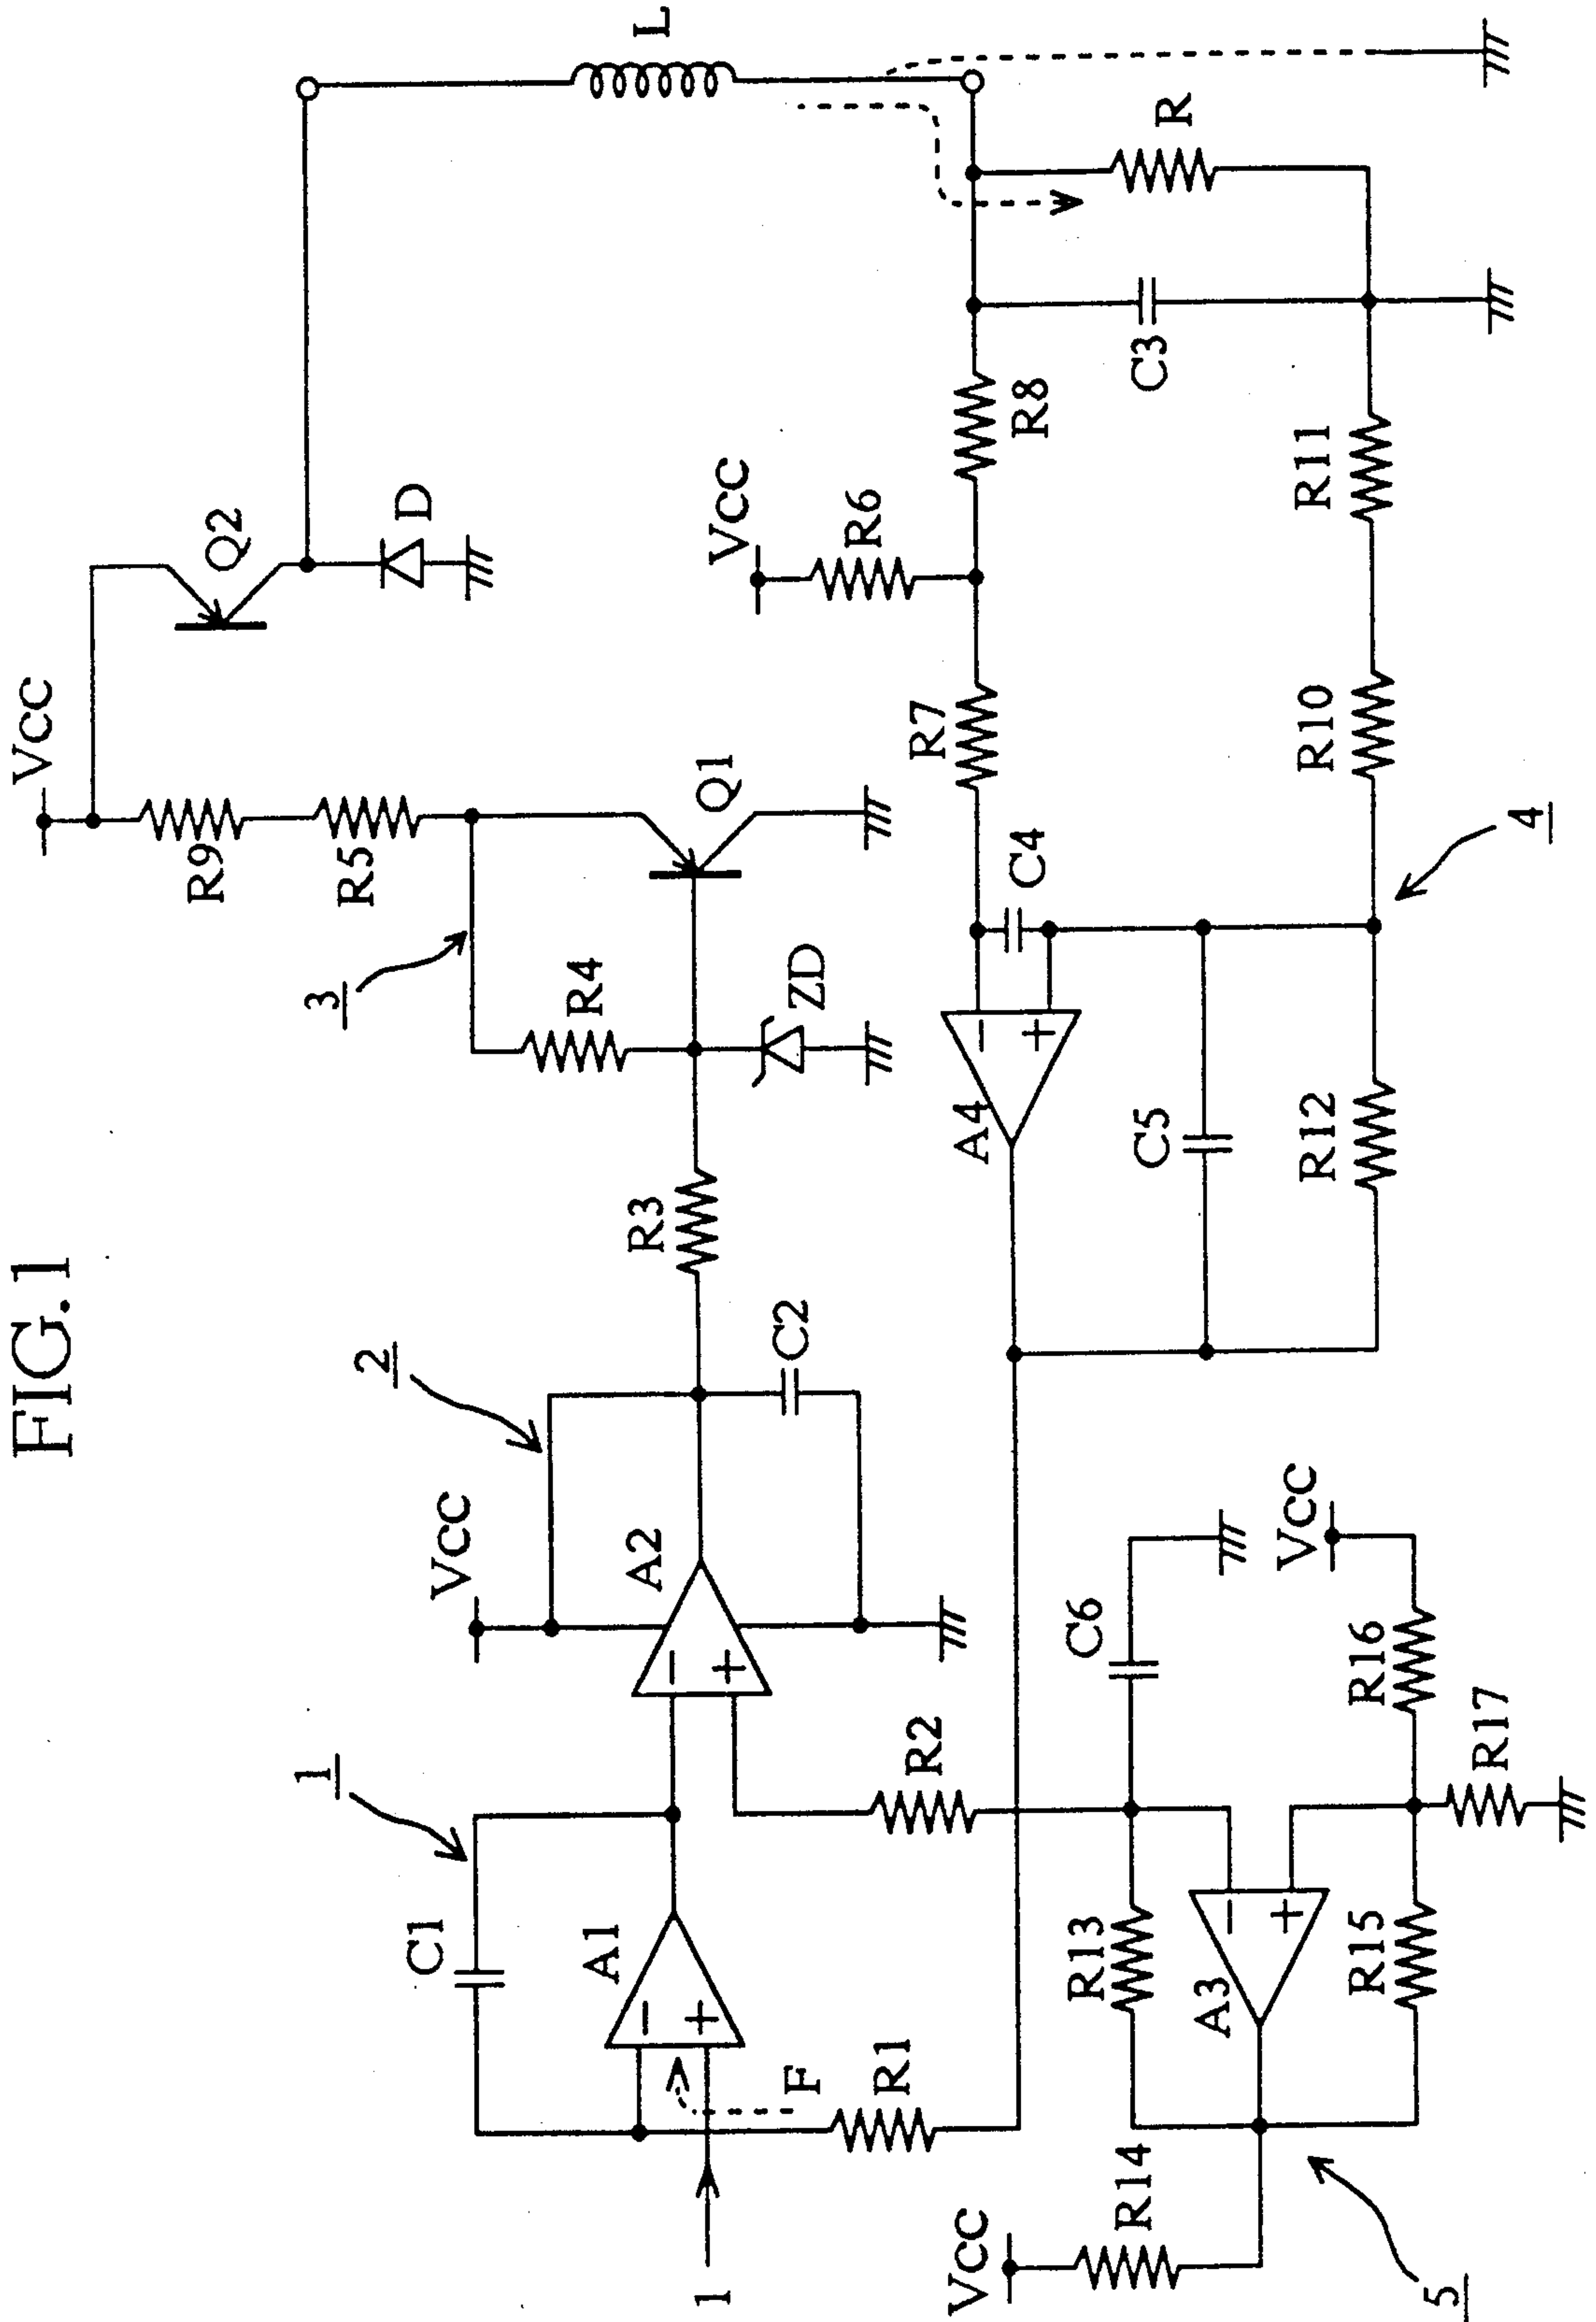 FIG.1
VCC
Q2
D
L
R9
R5
3
R4
Q1
ZD
VCC
R6
R8
R
C3
R7
R3
2
C2
VCC
A2
1
C1
A1
1
F
R1
R2
A4
C4
C5
R12
R10
R11
4
C6
VCC
R16
R17
R13
A3
R15
VCC
R14
5